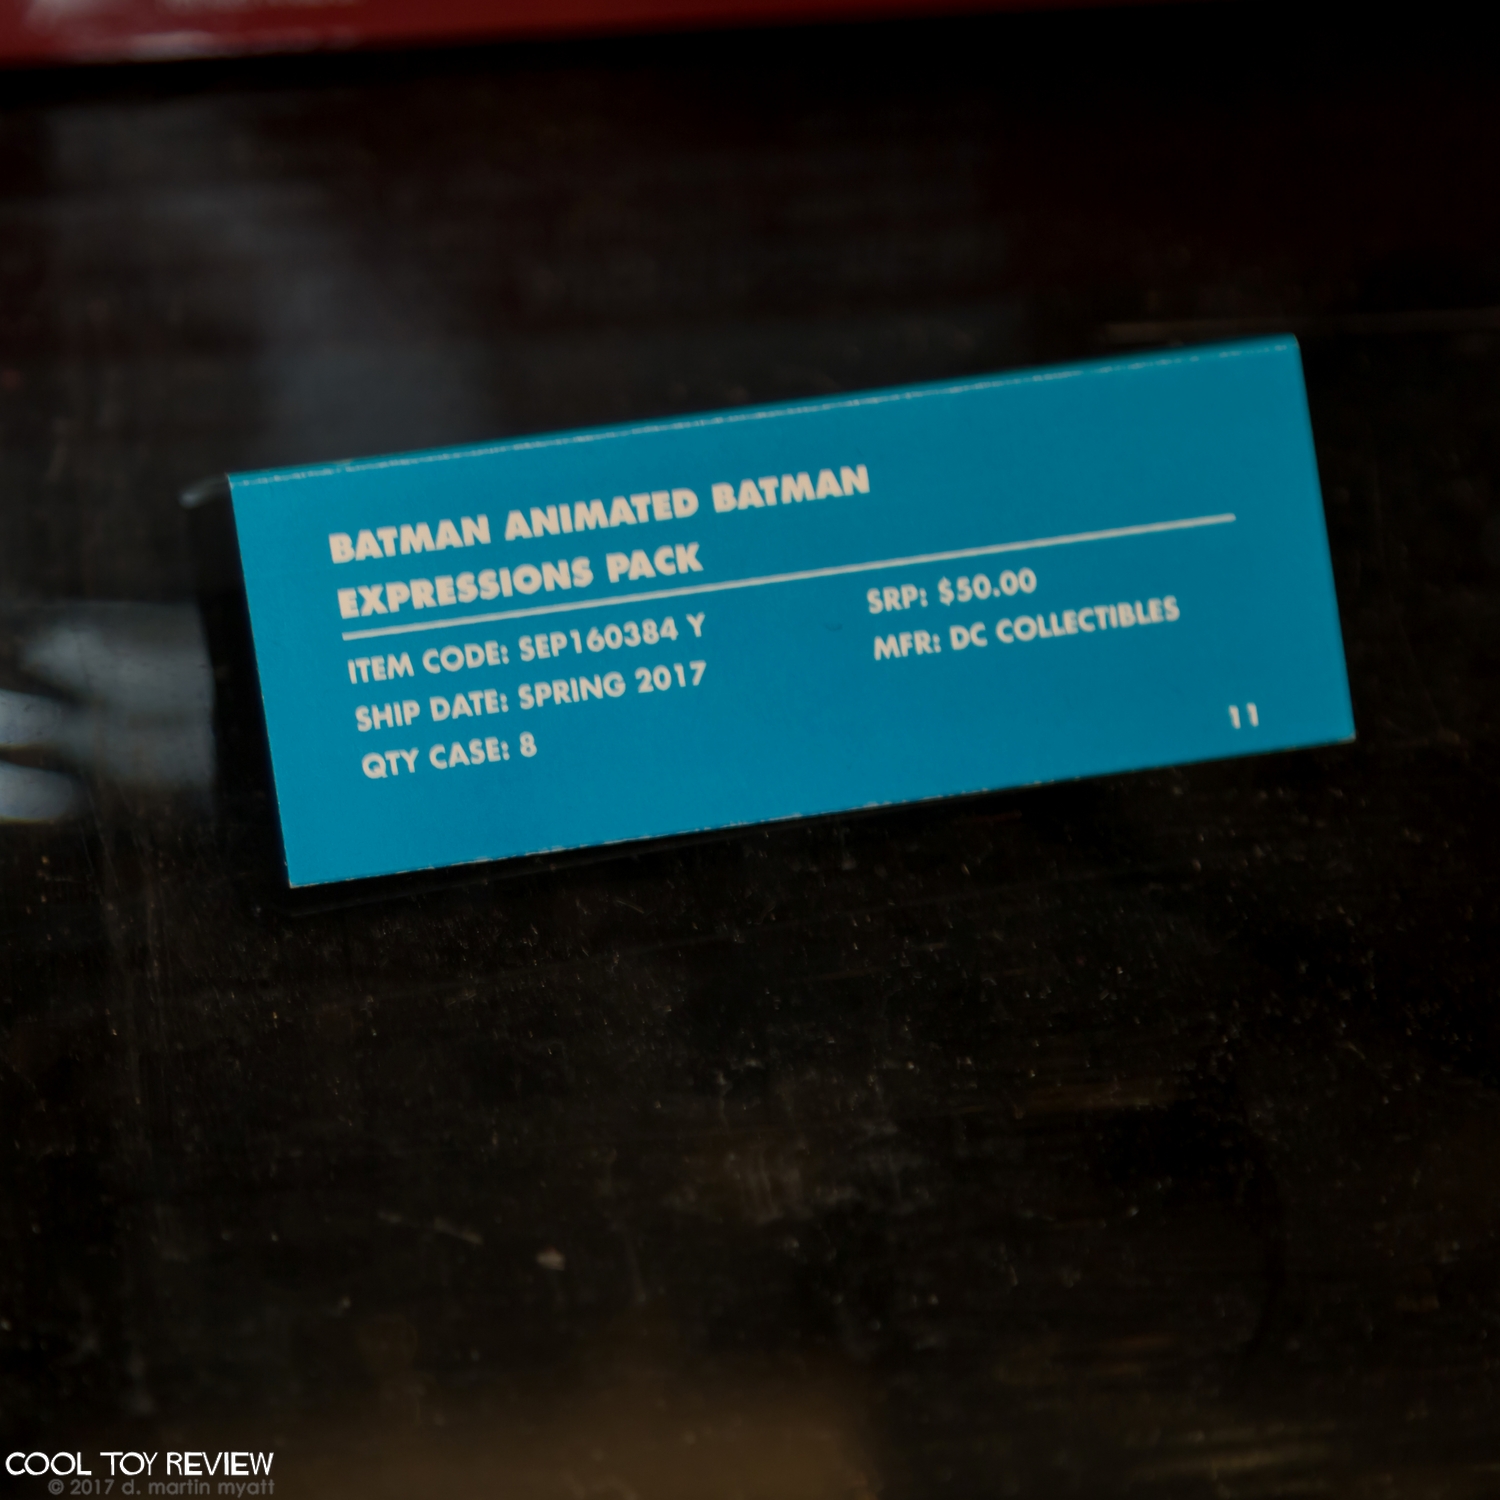 BATMAN ANIMATED BATMAN
EXPRESSIONS PACK
ITEM CODE: SEP160384 Y
SHIP DATE: SPRING 2017
QTY CASE: 8
SRP: $50.00
MFR: DC COLLECTIBLES
11
COOL TOY REVIEW
© 2017 d. martin myatt